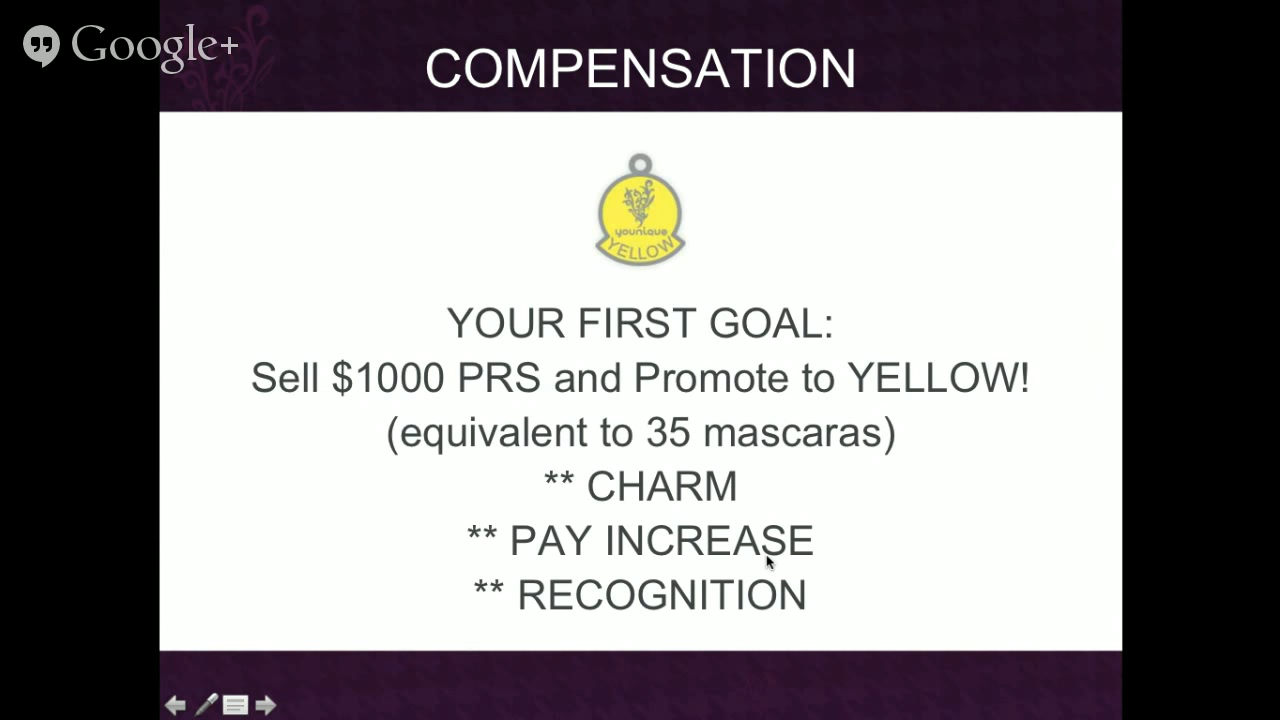 Google+
COMPENSATION
younique
YELLOW
YOUR FIRST GOAL:
Sell $1000 PRS and Promote to YELLOW!
(equivalent to 35 mascaras)
** CHARM
** PAY INCREASE
** RECOGNITION